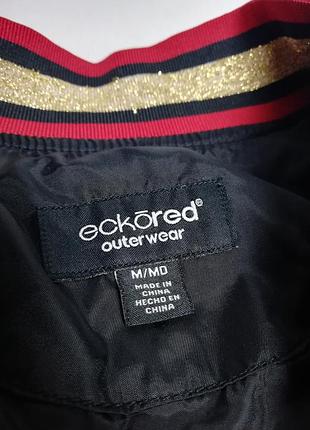 eckōred®
outerwear
M/MD
MADE IN
CHINA
HECHO EN
CHINA